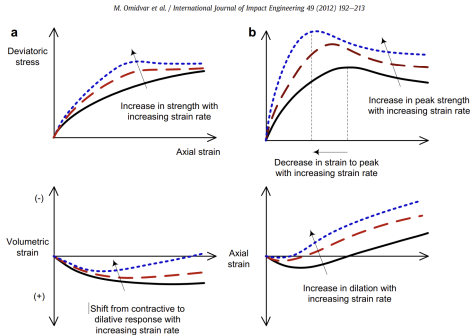 M. Omidvar et al. / International Journal of Impact Engineering 49 (2012) 192–213
a
Deviatoric
stress
Increase in strength with
increasing strain rate
Axial strain
b
Increase in peak strength
with increasing strain rate
Decrease in strain to peak
with increasing strain rate
(-)
Volumetric
strain
(+)
Shift from contractive to
dilative response with
increasing strain rate
Axial
strain
Increase in dilation with
increasing strain rate